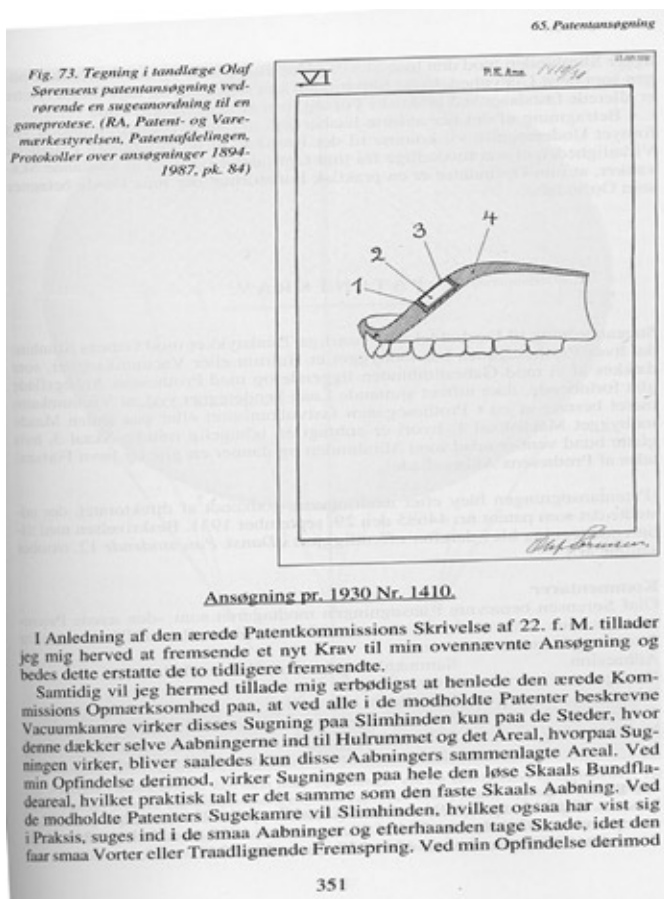 65. Patentansøgning
Fig. 73. Tegning i tandlæge Olaf
Sørensens patentansøgning ved-
rørende en sugeanordning til en
ganeprotese. (RA, Patent- og Vare-
mærkestyrelsen, Patentafdelingen,
Protokoller over ansøgninger 1894-
1987, pk. 84)
VI
P.K. Ans. 1410/30
1
2
3
4
Olaf Sørensen
Ansøgning pr. 1930 Nr. 1410.
I Anledning af den ærede Patentkommissions Skrivelse af 22. f. M. tillader
jeg mig herved at fremsende et nyt Krav til min ovennævnte Ansøgning og
bedes dette erstatte de to tidligere fremsendte.
Samtidig vil jeg hermed tillade mig ærbødigst at henlede den ærede Kom-
missions Opmærksomhed paa, at ved alle i de modholdte Patenter beskrevne
Vacuumkamre virker disses Sugning paa Slimhinden kun paa de Steder, hvor
denne dækker selve Aabningerne ind til Hulrummet og det Areal, hvorpaa Sug-
ningen virker, bliver saaledes kun disse Aabningers sammenlagte Areal. Ved
min Opfindelse derimod, virker Sugningen paa hele den løse Skaals Bundfla-
deareal, hvilket praktisk talt er det samme som den faste Skaals Aabning. Ved
de modholdte Patenters Sugekamre vil Slimhinden, hvilket ogsaa har vist sig
i Praksis, suges ind i de smaa Aabninger og efterhaanden tage Skade, idet den
faar smaa Vorter eller Traadlignende Fremspring. Ved min Opfindelse derimod
351